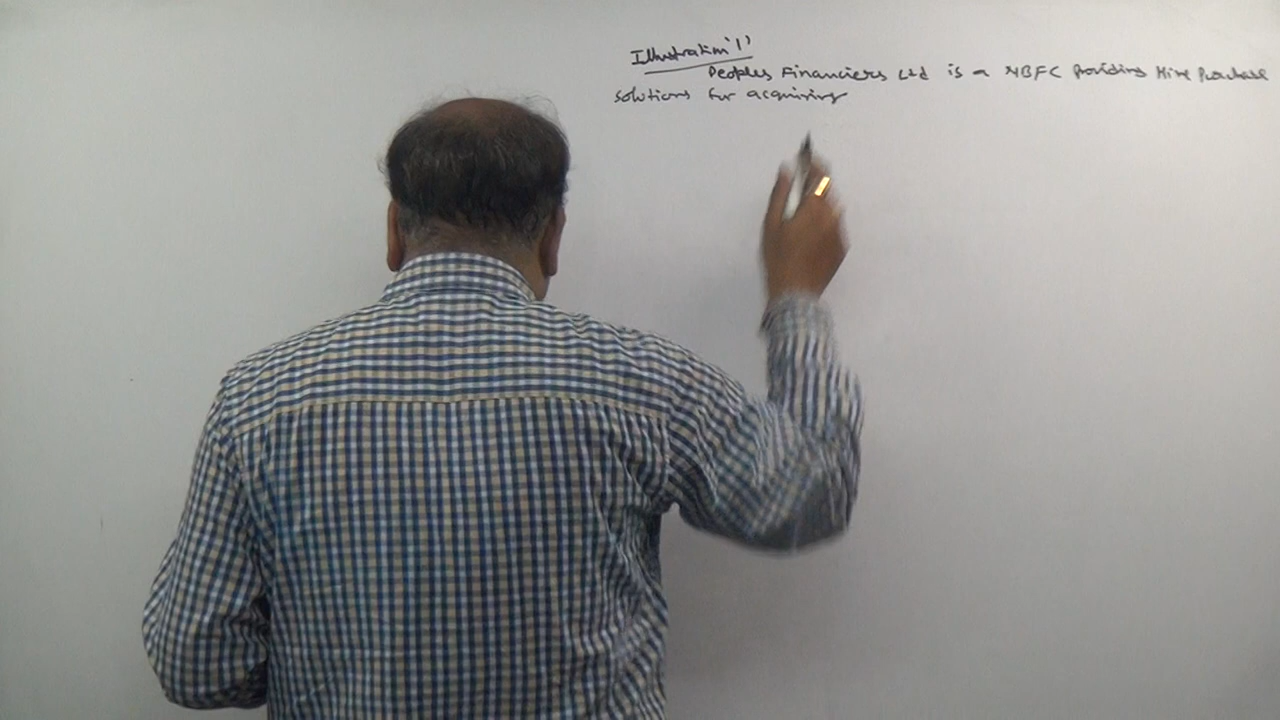 Illustration '1'
Peoples Financiers Ltd is a NBFC Providing Hire Purchase
solutions for acquiring